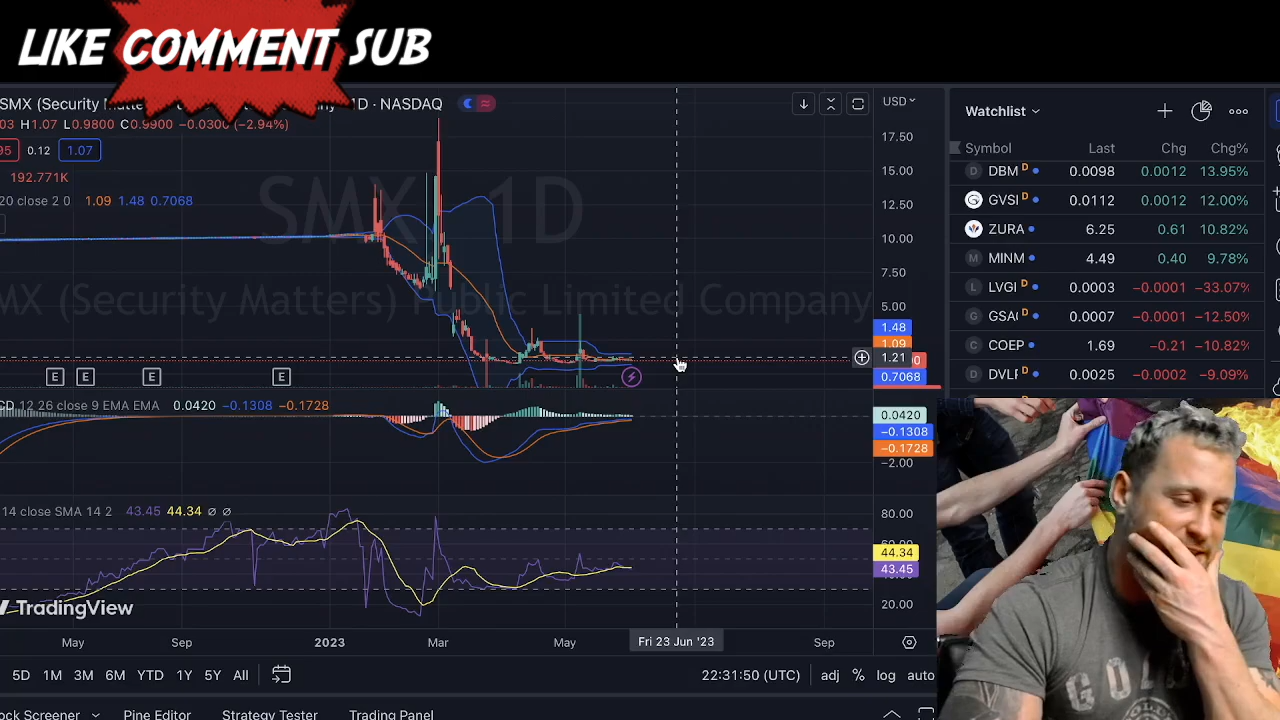 LIKE COMMENT SUB
SMX (Security Matt 1D · NASDAQ
03 H1.07 L0.9800 C0.9900 −0.0300 (−2.94%)
95 0.12 1.07
192.771K
20 close 2 0 1.09 1.48 0.7068
SMX 1D
MX (Security Matters) Public Limited Company
USD
17.50
15.00
12.50
10.00
7.50
5.00
1.48
1.09
1.21
0.7068
E E E E
CD 12 26 close 9 EMA EMA 0.0420 −0.1308 −0.1728
0.0420
−0.1308
−0.1728
−2.00
14 close SMA 14 2 43.45 44.34 ∅ ∅
80.00
44.34
43.45
20.00
TradingView
May Sep 2023 Mar May Fri 23 Jun '23 Sep
5D 1M 3M 6M YTD 1Y 5Y All 22:31:50 (UTC) adj % log auto
ock Screener Pine Editor Strategy Tester Trading Panel
Watchlist
Symbol Last Chg Chg%
D DBM D 0.0098 0.0012 13.95%
GVSI D 0.0112 0.0012 12.00%
ZURA 6.25 0.61 10.82%
M MINM 4.49 0.40 9.78%
L LVGI D 0.0003 −0.0001 −33.07%
G GSA D 0.0007 −0.0001 −12.50%
C COEP 1.69 −0.21 −10.82%
D DVLF D 0.0025 −0.0002 −9.09%
GOLD